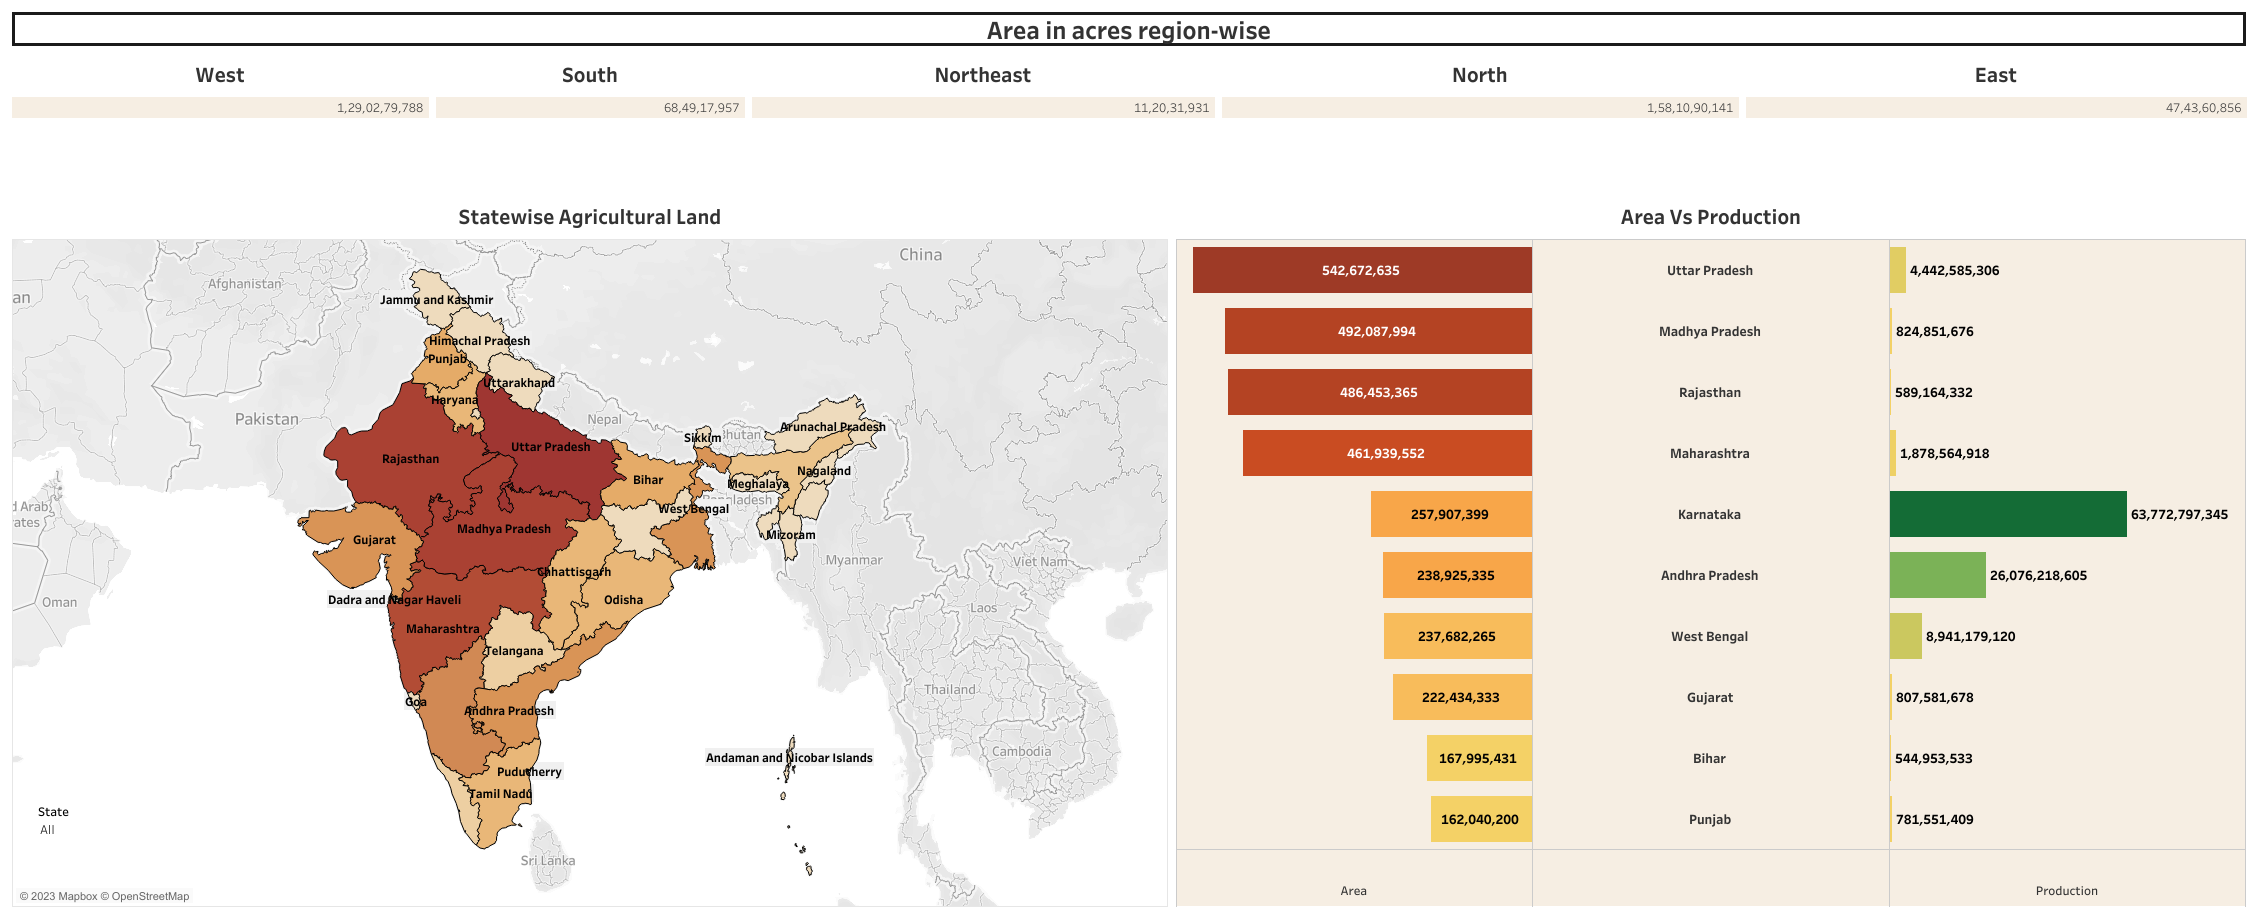 Area in acres region-wise
West South Northeast North East
1,29,02,79,788 68,49,17,957 11,20,31,931 1,58,10,90,141 47,43,60,856
Statewise Agricultural Land
China
Afghanistan
an
Jammu and Kashmir
Himachal Pradesh
Punjab
Uttarakhand
Haryana
Pakistan
Nepal
Arunachal Pradesh
Sikkim
Bhutan
Uttar Pradesh
Rajasthan
Nagaland
Bihar
Meghalaya
Bangladesh
d Arab
rates
West Bengal
Madhya Pradesh
Mizoram
Gujarat
Myanmar
Viet Nam
Chhattisgarh
Oman
Dadra and Nagar Haveli
Odisha
Laos
Maharashtra
Telangana
Thailand
Goa
Andhra Pradesh
Cambodia
Andaman and Nicobar Islands
Puducherry
Tamil Nadu
State
All
Sri Lanka
© 2023 Mapbox © OpenStreetMap
Area Vs Production
542,672,635 Uttar Pradesh 4,442,585,306
492,087,994 Madhya Pradesh 824,851,676
486,453,365 Rajasthan 589,164,332
461,939,552 Maharashtra 1,878,564,918
257,907,399 Karnataka 63,772,797,345
238,925,335 Andhra Pradesh 26,076,218,605
237,682,265 West Bengal 8,941,179,120
222,434,333 Gujarat 807,581,678
167,995,431 Bihar 544,953,533
162,040,200 Punjab 781,551,409
Area Production